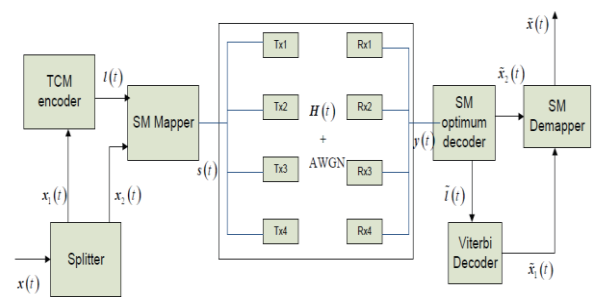 x(t)
Splitter
x₁(t)
x₂(t)
TCM
encoder
l(t)
SM Mapper
s(t)
Tx1
Tx2
Tx3
Tx4
H(t)
+
AWGN
Rx1
Rx2
Rx3
Rx4
y(t)
SM
optimum
decoder
x̃₂(t)
l̃(t)
Viterbi
Decoder
x̃₁(t)
SM
Demapper
x̃(t)